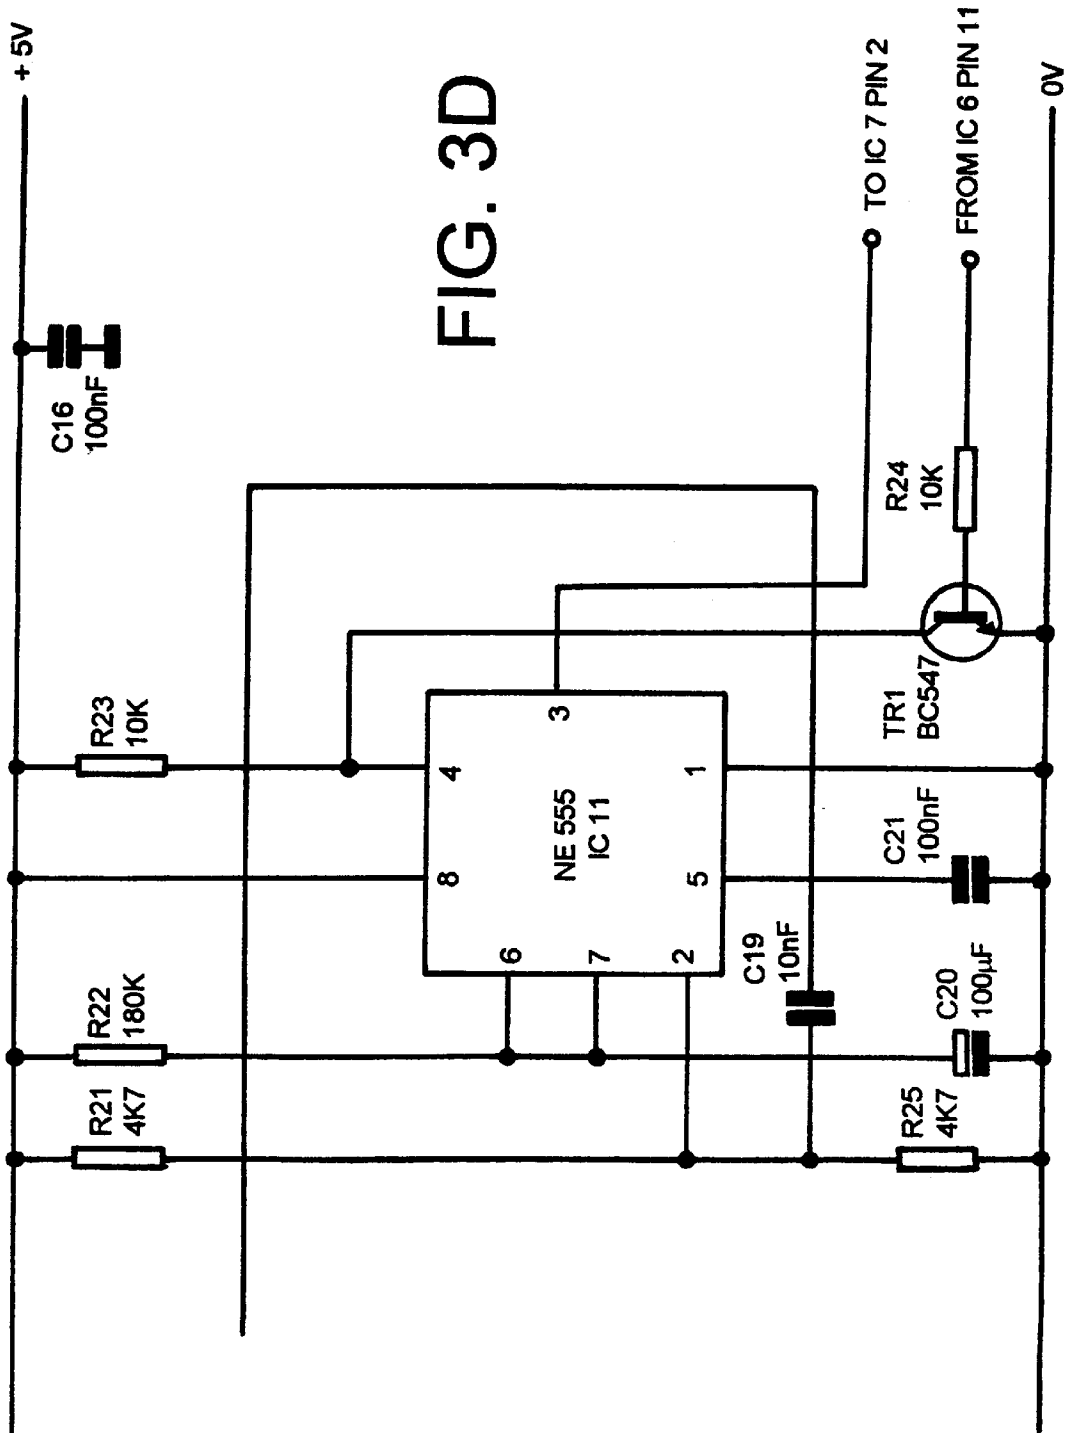 + 5V
C16
100nF
FIG. 3D
R23
10K
R22
180K
R21
4K7
4
8
3
NE 555
IC 11
6
7
2
1
5
TO IC 7 PIN 2
FROM IC 6 PIN 11
R24
10K
TR1
BC547
C21
100nF
C19
10nF
C20
100µF
R25
4K7
0V